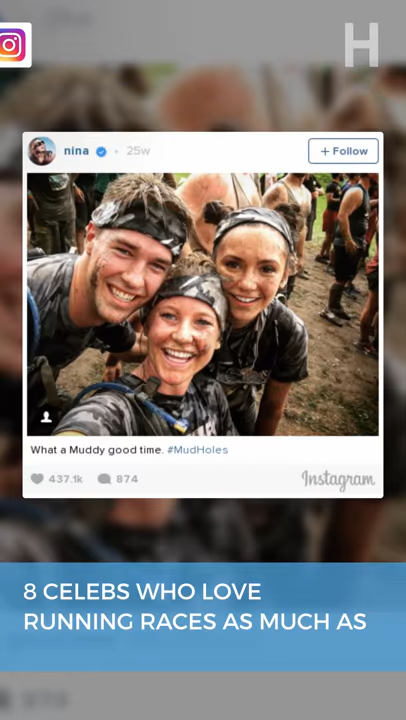 H
nina • 25w
+ Follow
What a Muddy good time. #MudHoles
437.1k 874
Instagram
8 CELEBS WHO LOVE
RUNNING RACES AS MUCH AS